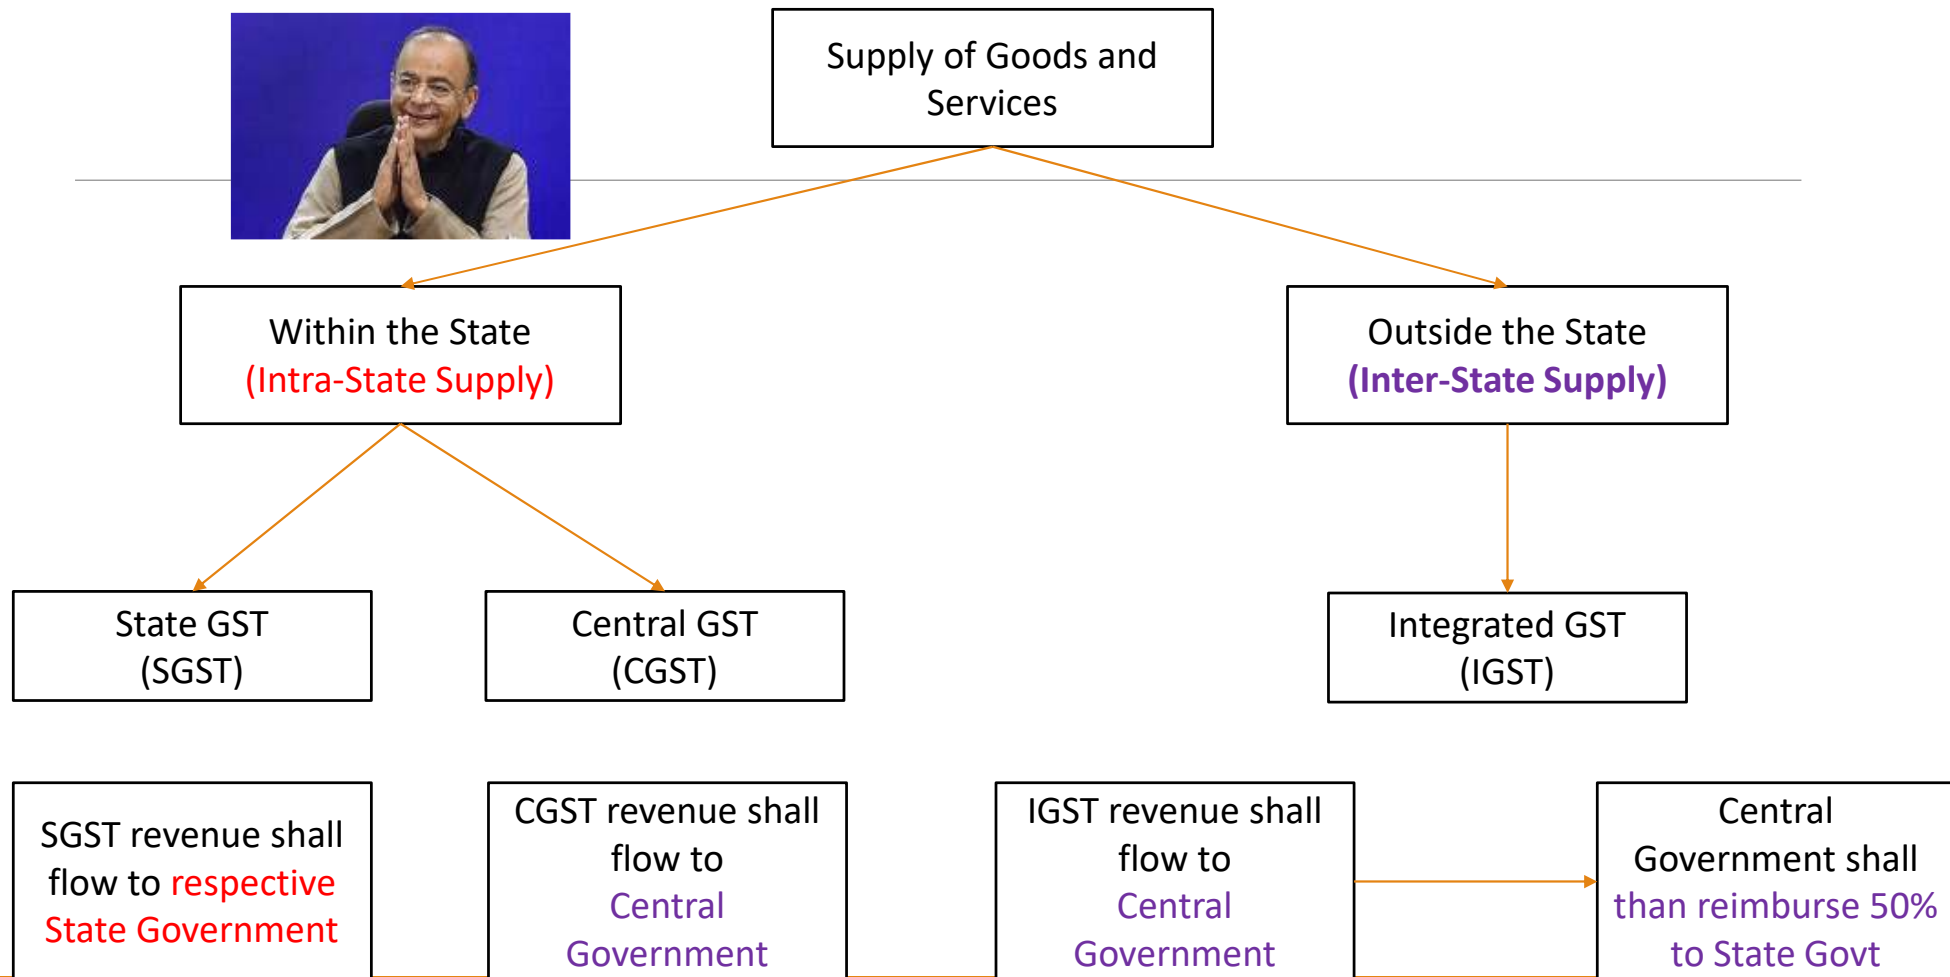 Supply of Goods and
Services
Within the State
(Intra-State Supply)
Outside the State
(Inter-State Supply)
State GST
(SGST)
Central GST
(CGST)
Integrated GST
(IGST)
SGST revenue shall
flow to respective
State Government
CGST revenue shall
flow to
Central
Government
IGST revenue shall
flow to
Central
Government
Central
Government shall
than reimburse 50%
to State Govt